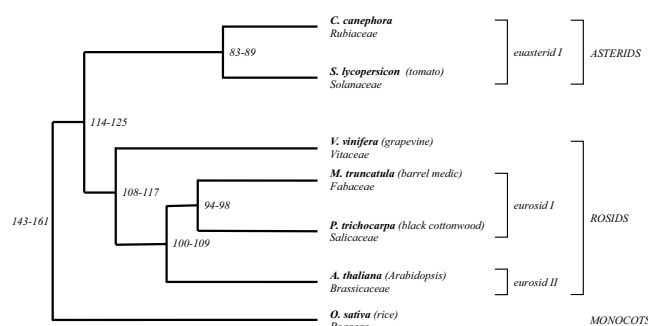 C. canephora
Rubiaceae
83-89
euasterid I
ASTERIDS
S. lycopersicon (tomato)
Solanaceae
114-125
V. vinifera (grapevine)
Vitaceae
M. truncatula (barrel medic)
Fabaceae
108-117
94-98
eurosid I
ROSIDS
143-161
P. trichocarpa (black cottonwood)
Salicaceae
100-109
A. thaliana (Arabidopsis)
Brassicaceae
eurosid II
O. sativa (rice)
MONOCOTS